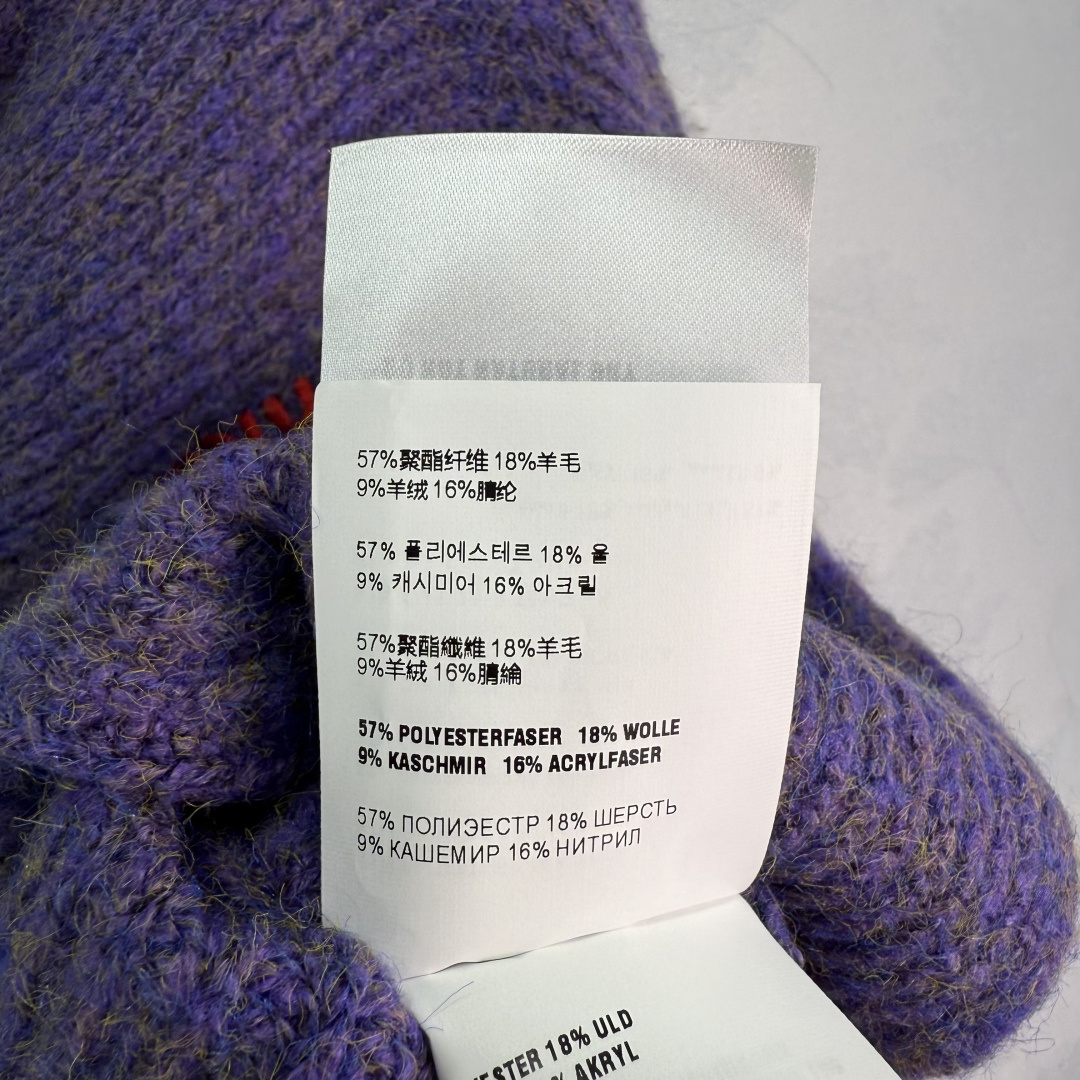 57%聚酯纤维 18%羊毛
9%羊绒 16%腈纶
57% 폴리에스테르 18% 울
9% 캐시미어 16% 아크릴
57%聚酯纖維 18%羊毛
9%羊絨 16%腈綸
57% POLYESTERFASER 18% WOLLE
9% KASCHMIR 16% ACRYLFASER
57% ПОЛИЭЕСТР 18% ШЕРСТЬ
9% КАШЕМИР 16% НИТРИЛ
18% ULD
% AKRYL